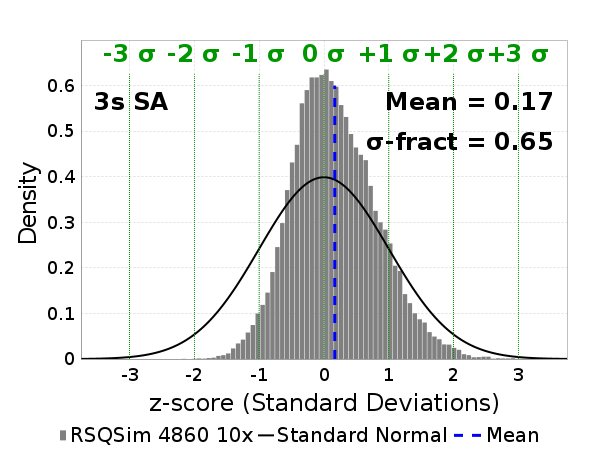 -3 σ -2 σ -1 σ 0 σ +1 σ +2 σ +3 σ
3s SA
Mean = 0.17
σ-fract = 0.65
Density
0.6
0.5
0.4
0.3
0.2
0.1
0
-3 -2 -1 0 1 2 3
z-score (Standard Deviations)
RSQSim 4860 10x Standard Normal Mean